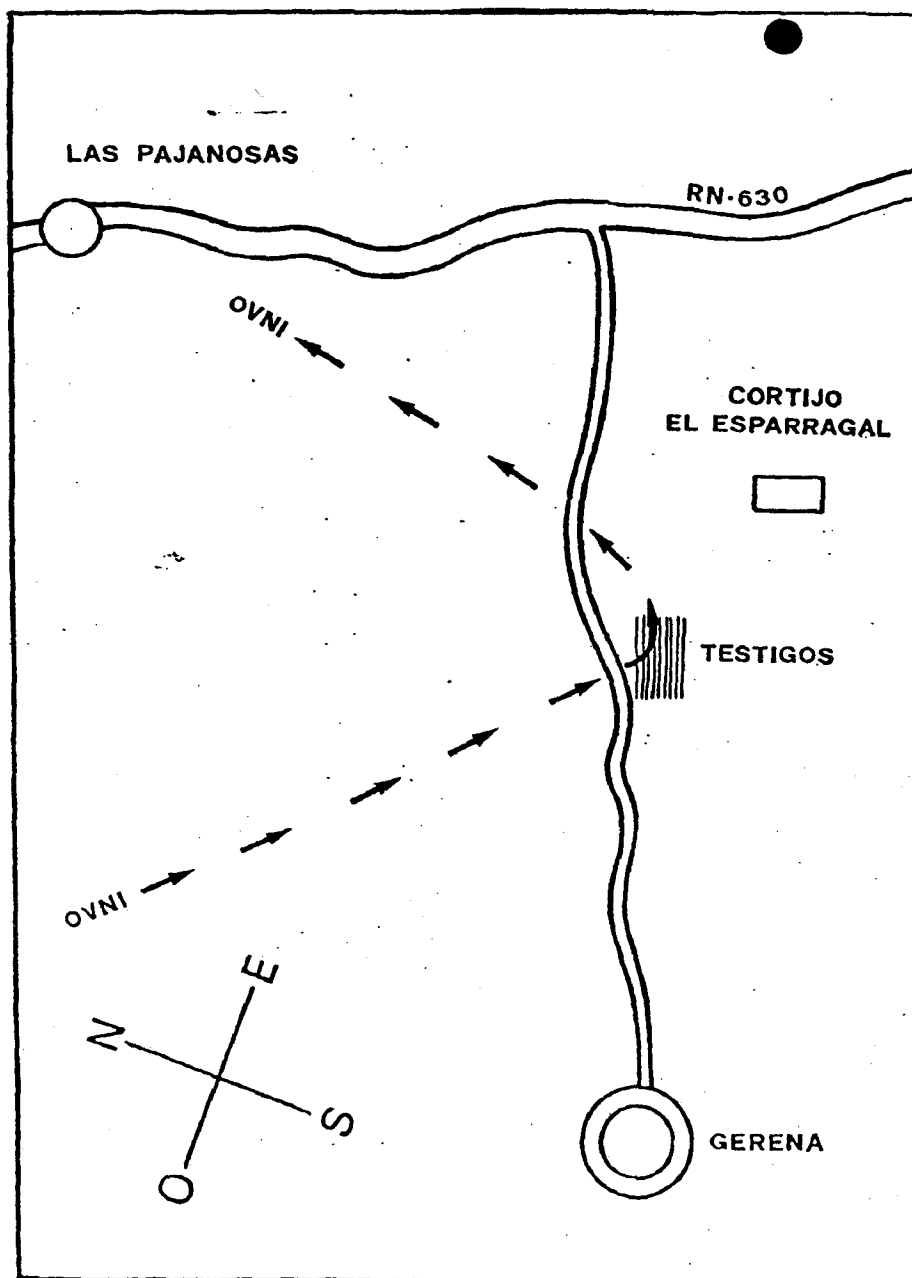 LAS PAJANOSAS
RN-630
OVNI
CORTIJO
EL ESPARRAGAL
TESTIGOS
OVNI
E
N
S
O
GERENA